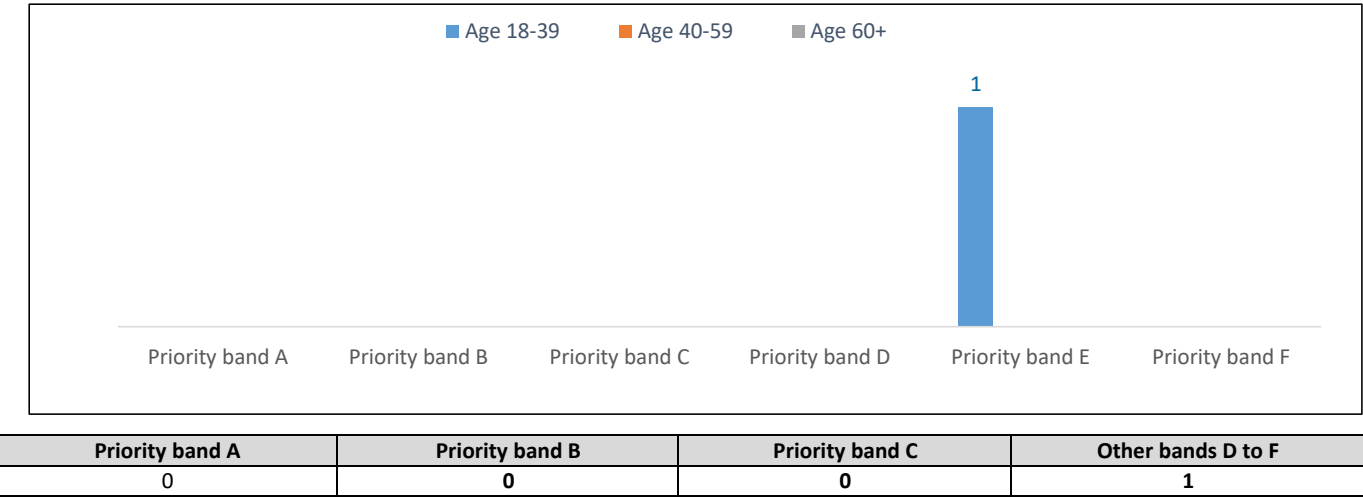 Age 18-39 Age 40-59 Age 60+
1
Priority band A Priority band B Priority band C Priority band D Priority band E Priority band F
Priority band A Priority band B Priority band C Other bands D to F
0 0 0 1